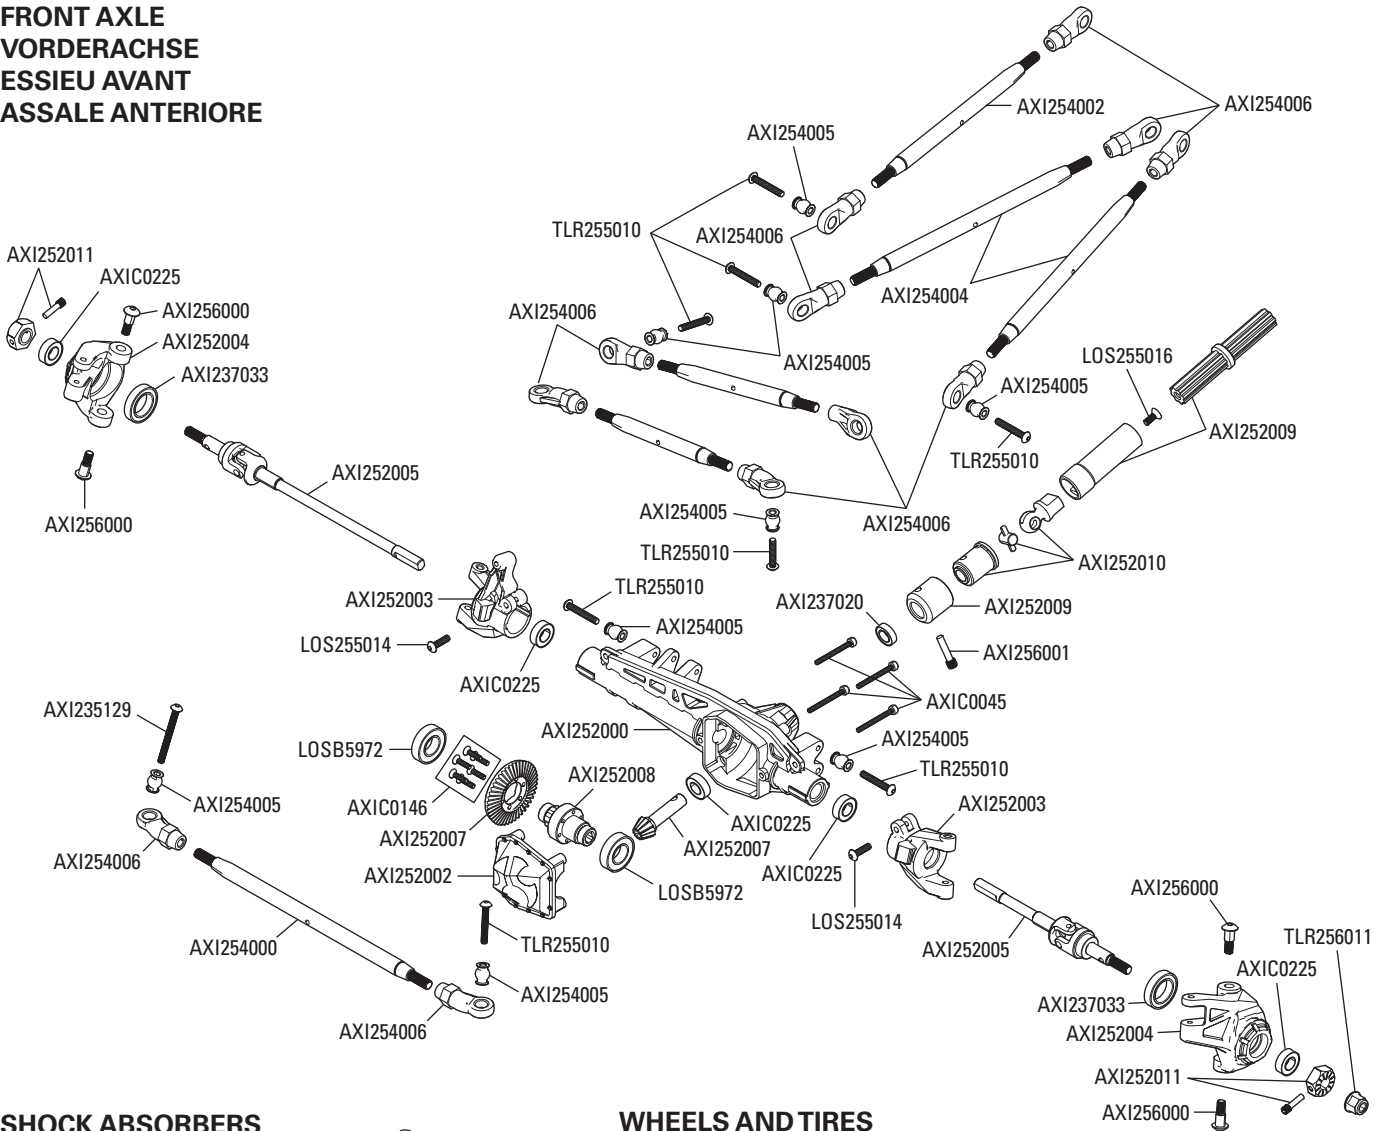 FRONT AXLE
VORDERACHSE
ESSIEU AVANT
ASSALE ANTERIORE
AXI254002
AXI254006
AXI254005
TLR255010
AXI254006
AXI254004
AXI252011
AXIC0225
AXI256000
AXI252004
AXI237033
AXI254006
AXI254005
LOS255016
AXI254005
AXI252009
TLR255010
AXI252005
AXI256000
AXI254005
AXI254006
TLR255010
AXI252010
AXI252003
TLR255010
AXI237020
AXI252009
AXI254005
LOS255014
AXI256001
AXIC0225
AXIC0045
AXI235129
AXI252000
LOSB5972
AXI254005
AXI252008
TLR255010
AXI254005
AXIC0146
AXI252003
AXI252007
AXIC0225
AXI252007
AXI254006
AXI252002
AXIC0225
LOSB5972
AXI256000
LOS255014
AXI254000
TLR255010
AXI252005
TLR256011
AXIC0225
AXI254005
AXI237033
AXI254006
AXI252004
AXI252011
AXI256000
SHOCK ABSORBERS
WHEELS AND TIRES